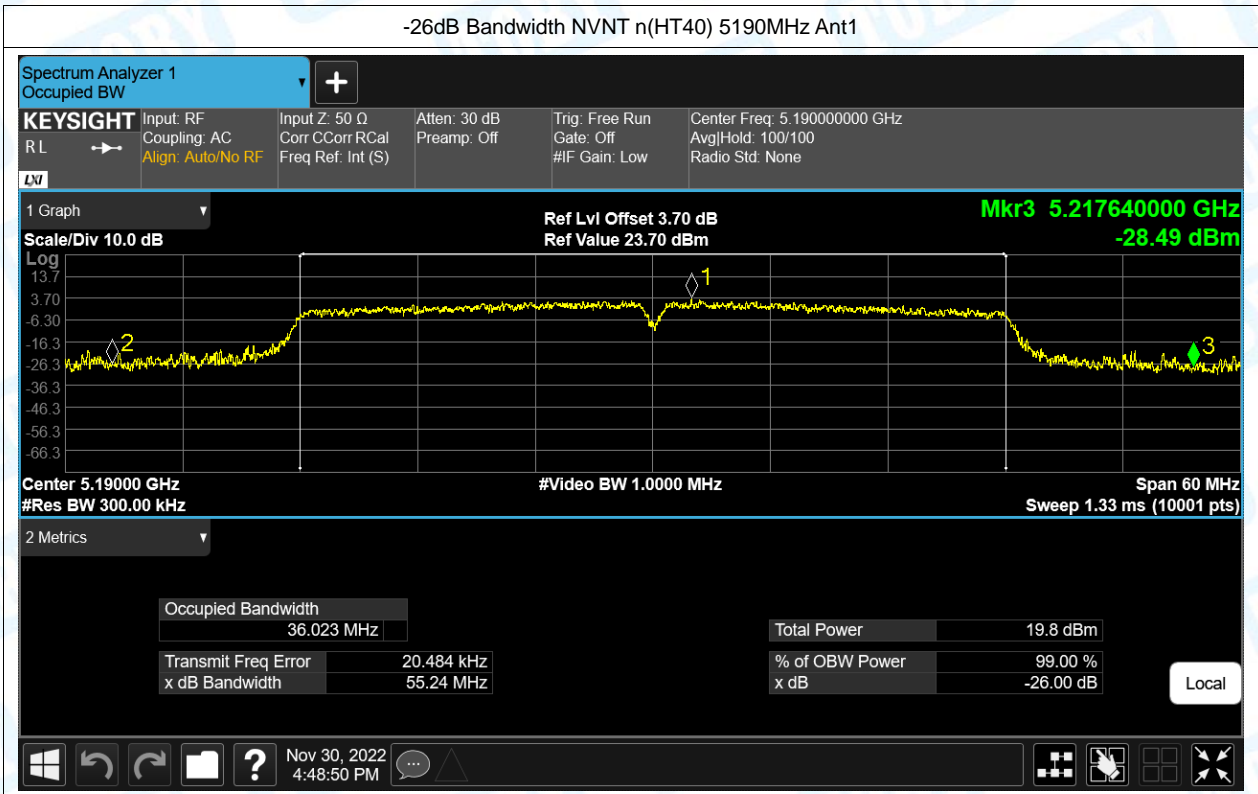 -26dB Bandwidth NVNT n(HT40) 5190MHz Ant1
Spectrum Analyzer 1
Occupied BW
KEYSIGHT
R L
LXI
Input: RF
Coupling: AC
Align: Auto/No RF
Input Z: 50 Ω
Corr CCorr RCal
Freq Ref: Int (S)
Atten: 30 dB
Preamp: Off
Trig: Free Run
Gate: Off
#IF Gain: Low
Center Freq: 5.190000000 GHz
Avg|Hold: 100/100
Radio Std: None
1 Graph
Scale/Div 10.0 dB
Ref Lvl Offset 3.70 dB
Ref Value 23.70 dBm
Mkr3 5.217640000 GHz
-28.49 dBm
Log
13.7
3.70
-6.30
-16.3
-26.3
-36.3
-46.3
-56.3
-66.3
1
2
3
Center 5.19000 GHz
#Res BW 300.00 kHz
#Video BW 1.0000 MHz
Span 60 MHz
Sweep 1.33 ms (10001 pts)
2 Metrics
Occupied Bandwidth
36.023 MHz
Transmit Freq Error 20.484 kHz
x dB Bandwidth 55.24 MHz
Total Power 19.8 dBm
% of OBW Power 99.00 %
x dB -26.00 dB
Local
?
Nov 30, 2022
4:48:50 PM